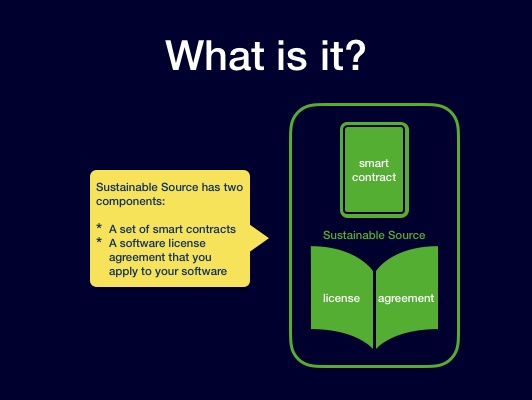 What is it?
Sustainable Source has two
components:
* A set of smart contracts
* A software license
agreement that you
apply to your software
smart
contract
Sustainable Source
license agreement